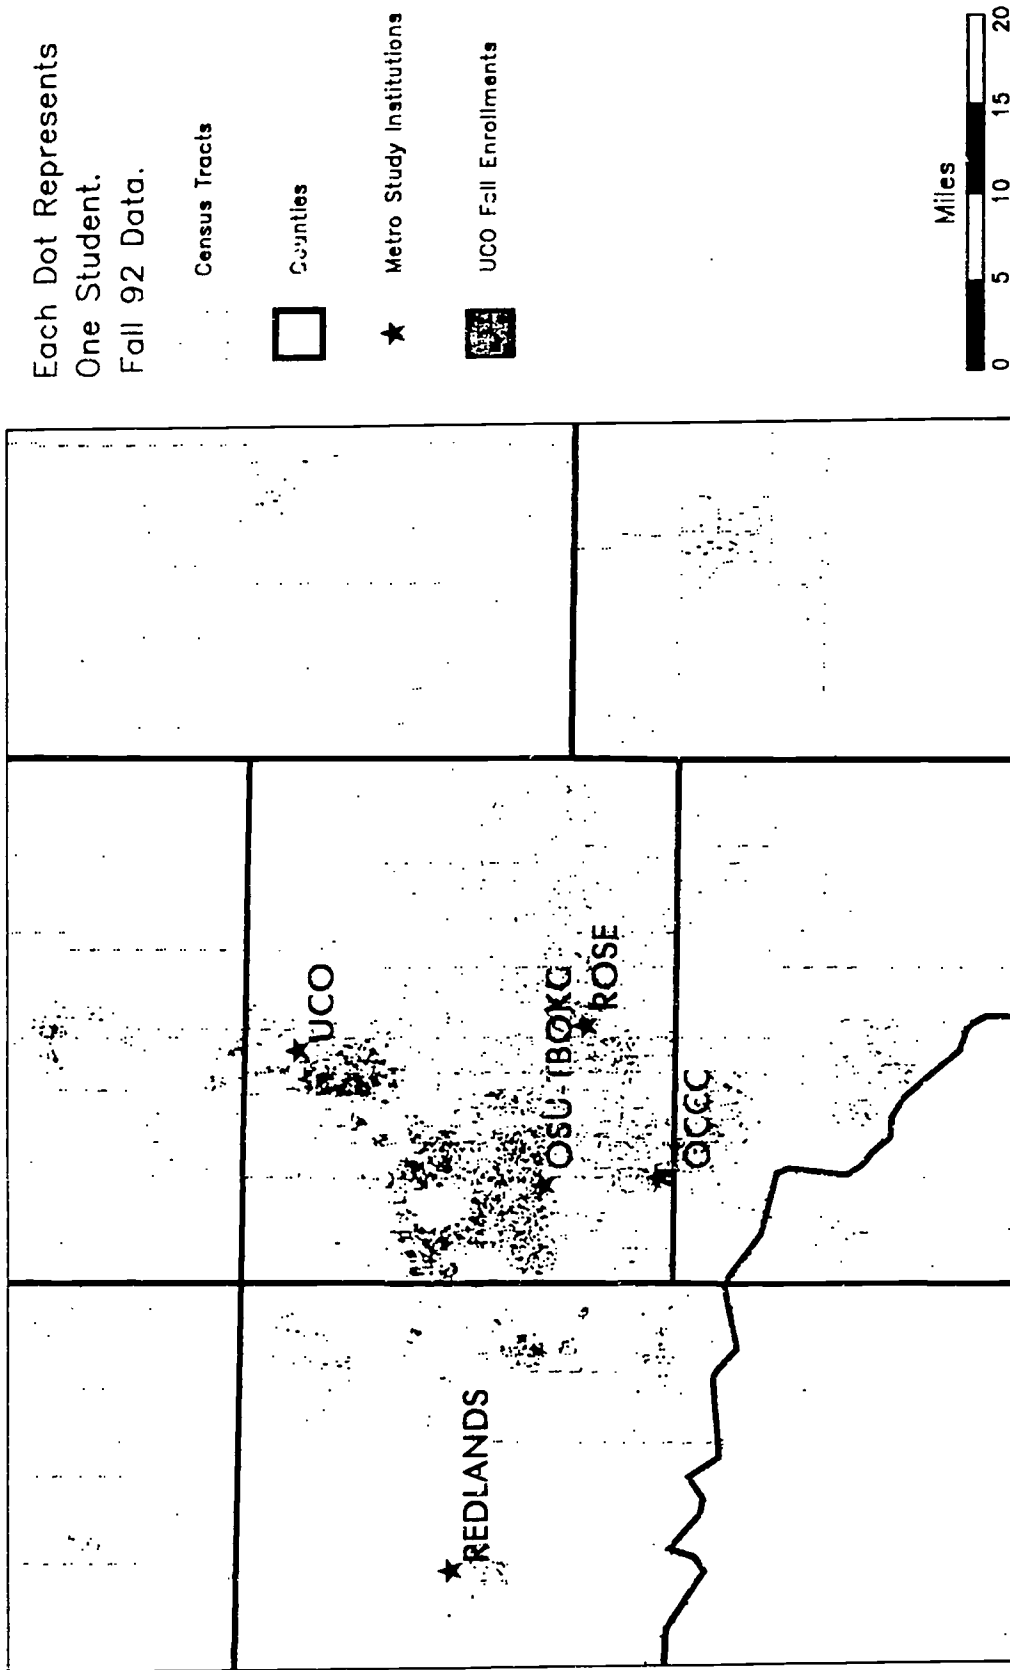 Each Dot Represents
One Student.
Fall 92 Data.
Census Tracts
Counties
Metro Study Institutions
UCO Fall Enrollments
Miles
0 5 10 15 20
UCO
OSU-TBOKC
ROSE
OCCC
REDLANDS